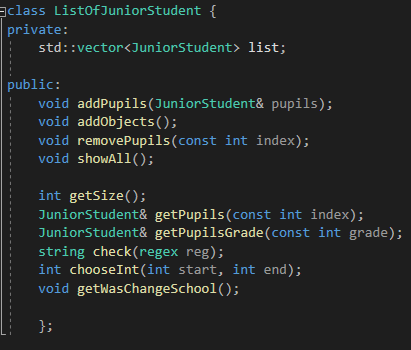 class ListOfJuniorStudent {
private:
    std::vector<JuniorStudent> list;

public:
    void addPupils(JuniorStudent& pupils);
    void addObjects();
    void removePupils(const int index);
    void showAll();

    int getSize();
    JuniorStudent& getPupils(const int index);
    JuniorStudent& getPupilsGrade(const int grade);
    string check(regex reg);
    int chooseInt(int start, int end);
    void getWasChangeSchool();

    };